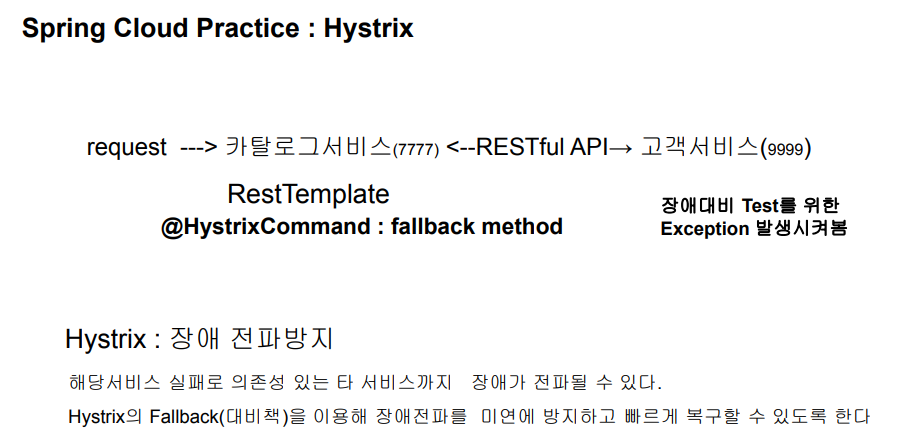 Spring Cloud Practice : Hystrix
request ---> 카탈로그서비스(7777) <--RESTful API→ 고객서비스(9999)
RestTemplate
@HystrixCommand : fallback method
장애대비 Test를 위한
Exception 발생시켜봄
Hystrix : 장애 전파방지
해당서비스 실패로 의존성 있는 타 서비스까지 장애가 전파될 수 있다.
Hystrix의 Fallback(대비책)을 이용해 장애전파를 미연에 방지하고 빠르게 복구할 수 있도록 한다